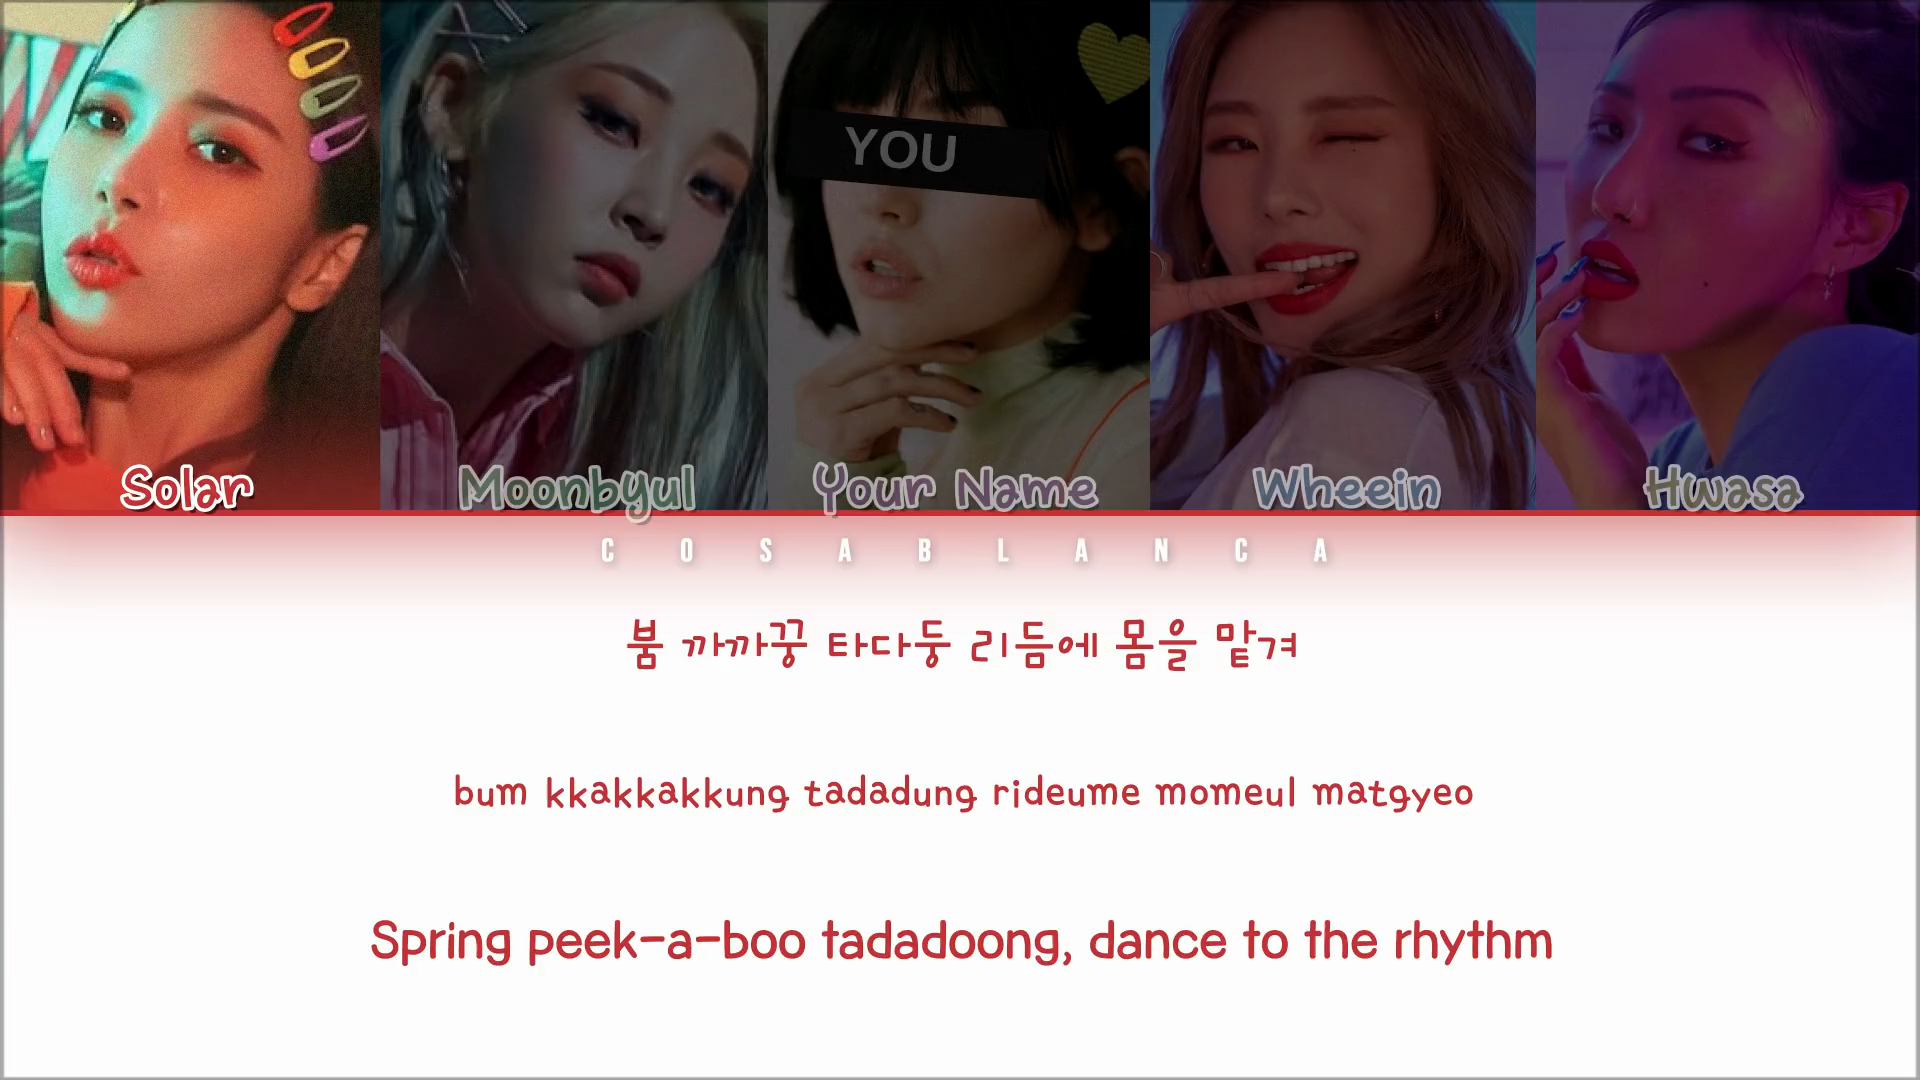 YOU
Solar Moonbyul Your Name Wheein Hwasa
COSABLANCA
붐 까까꿍 타다둥 리듬에 몸을 맡겨
bum kkakkakkung tadadung rideume momeul matgyeo
Spring peek-a-boo tadadoong, dance to the rhythm